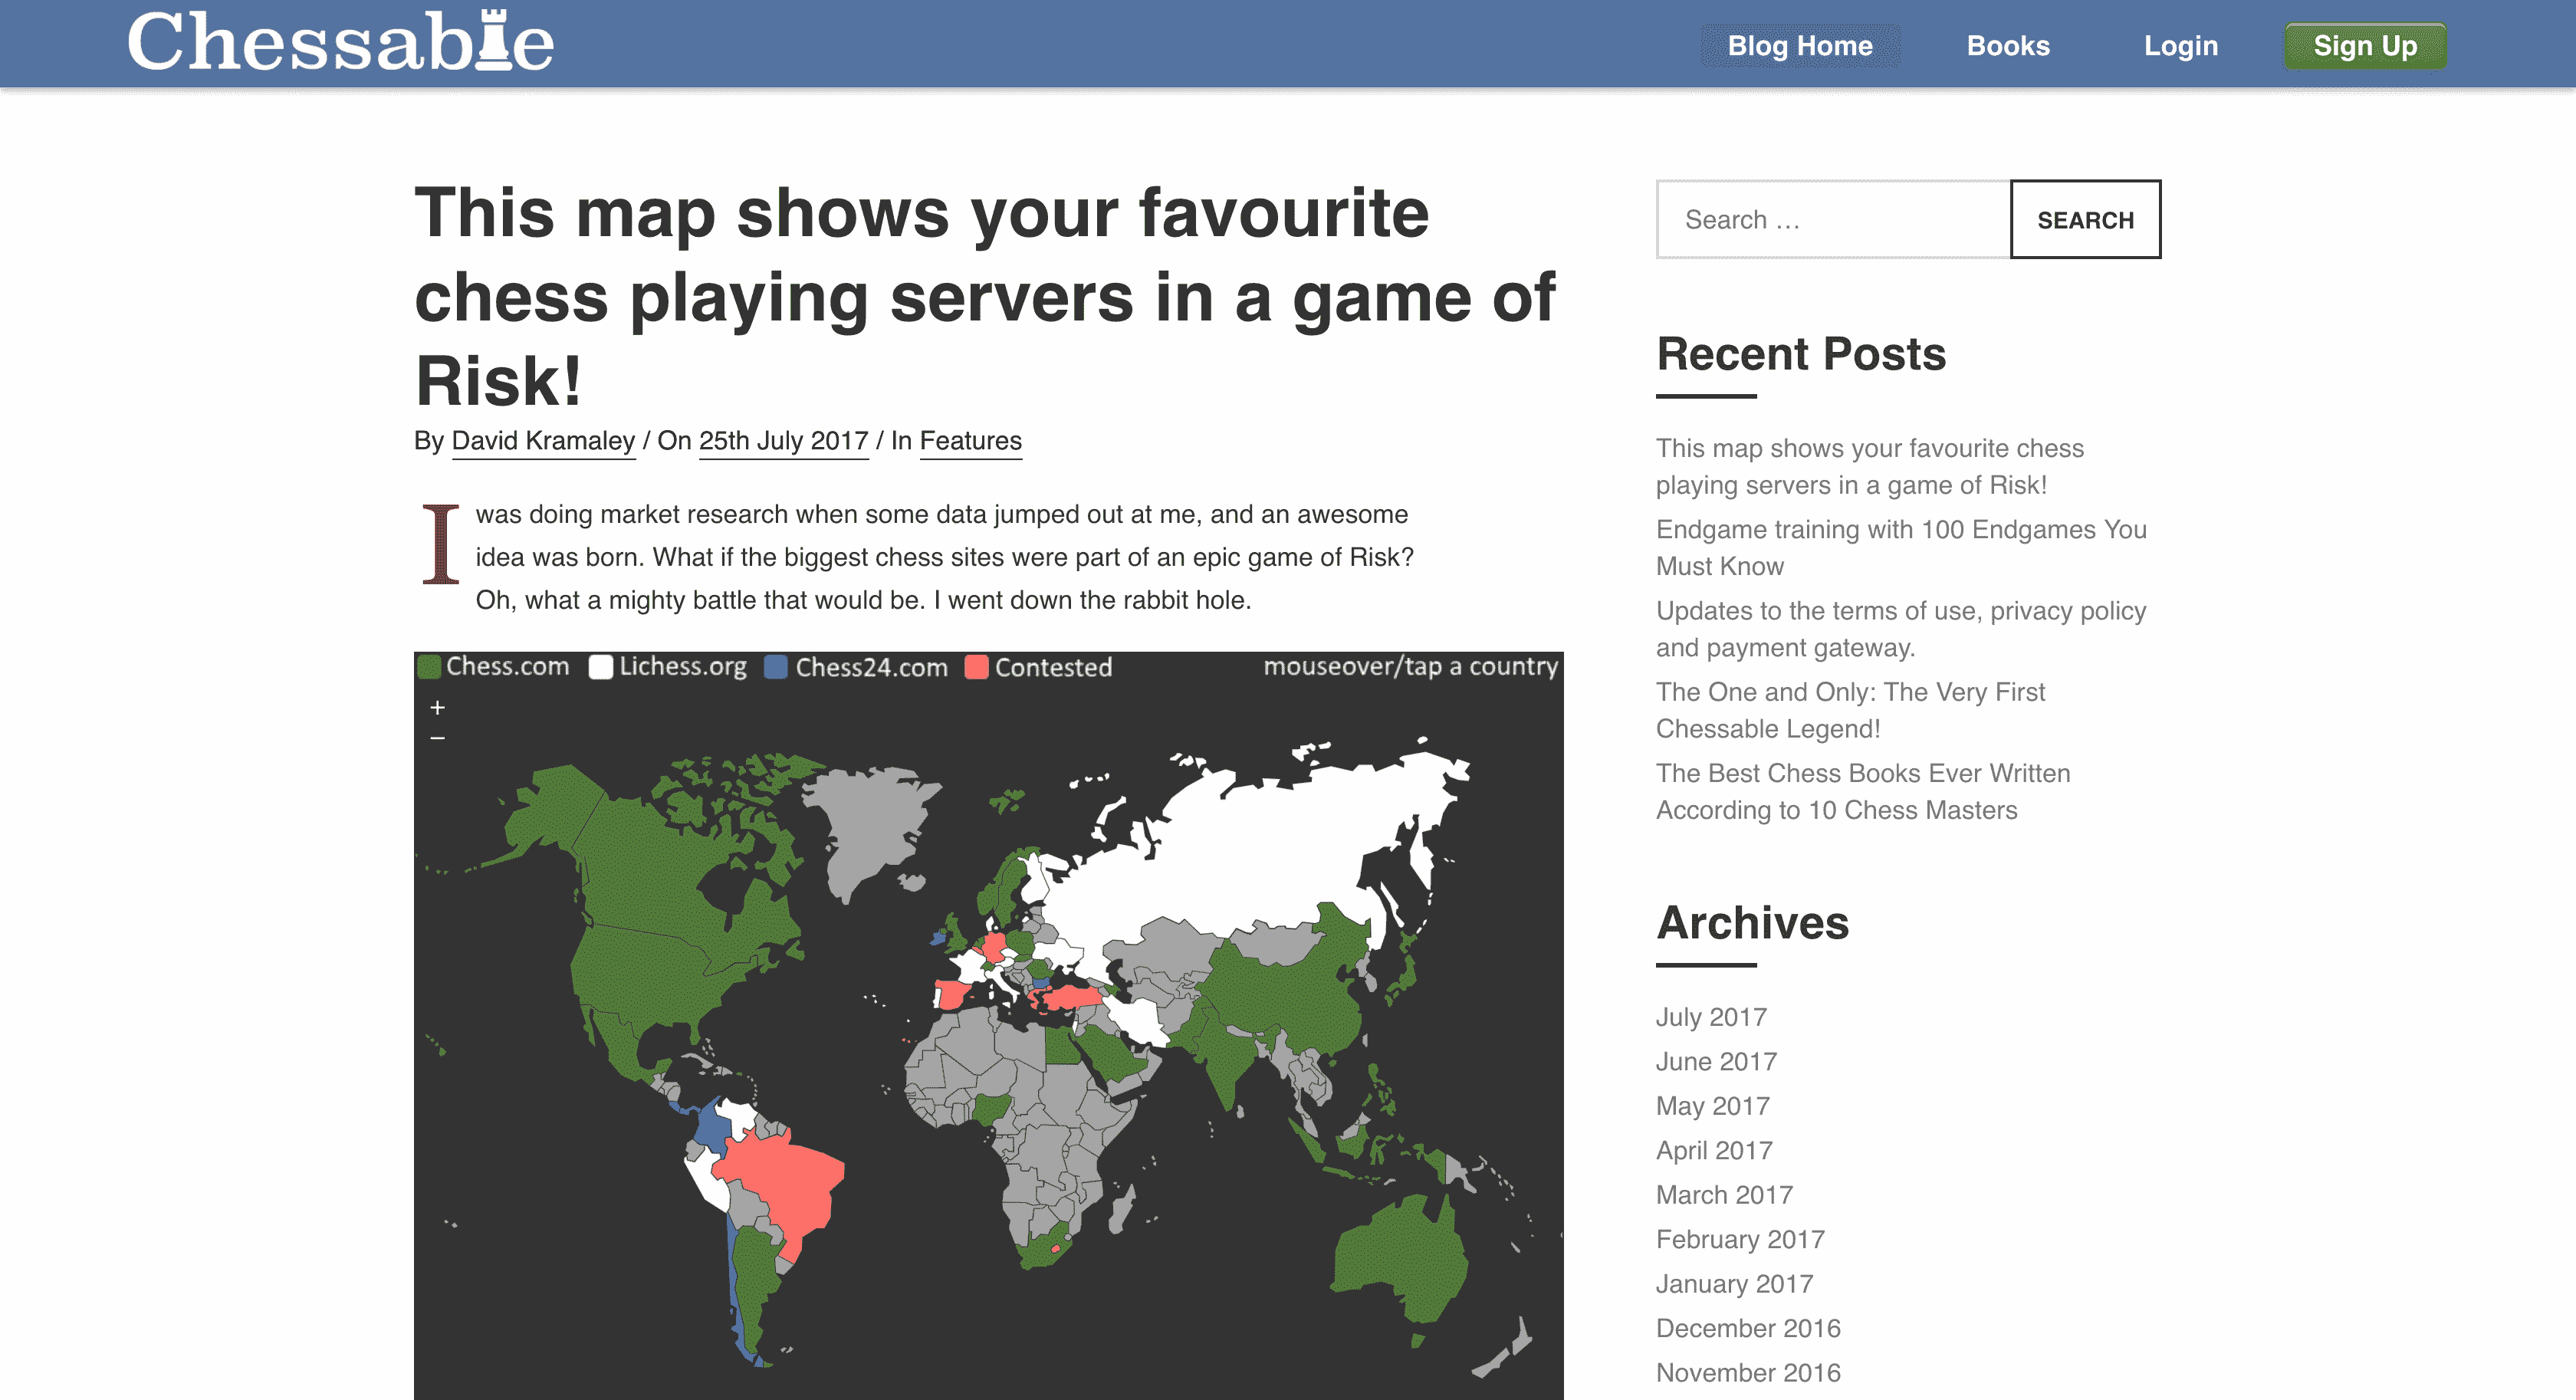 Chessable
Blog Home
Books
Login
Sign Up
This map shows your favourite
chess playing servers in a game of
Risk!
By David Kramaley / On 25th July 2017 / In Features
I was doing market research when some data jumped out at me, and an awesome
idea was born. What if the biggest chess sites were part of an epic game of Risk?
Oh, what a mighty battle that would be. I went down the rabbit hole.
Chess.com
Lichess.org
Chess24.com
Contested
mouseover/tap a country
+
−
Search …
SEARCH
Recent Posts
This map shows your favourite chess
playing servers in a game of Risk!
Endgame training with 100 Endgames You
Must Know
Updates to the terms of use, privacy policy
and payment gateway.
The One and Only: The Very First
Chessable Legend!
The Best Chess Books Ever Written
According to 10 Chess Masters
Archives
July 2017
June 2017
May 2017
April 2017
March 2017
February 2017
January 2017
December 2016
November 2016